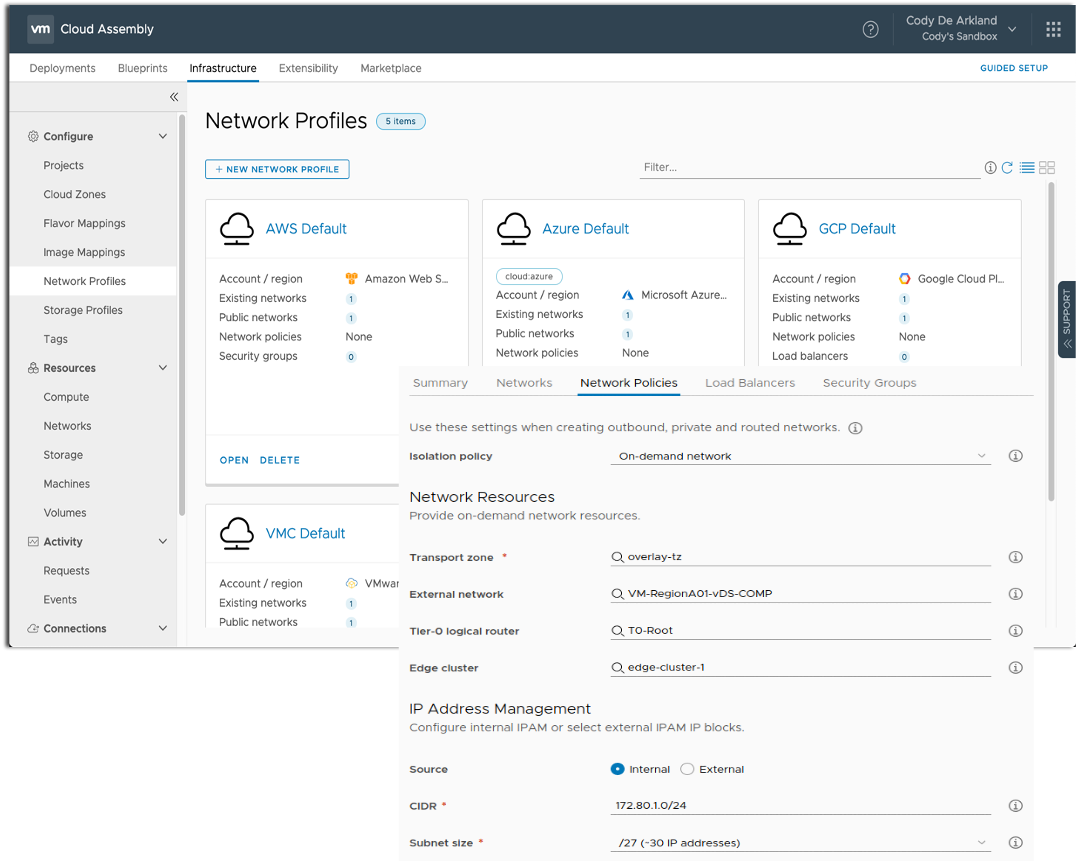 vm Cloud Assembly
Cody De Arkland
Cody's Sandbox
Deployments Blueprints Infrastructure Extensibility Marketplace GUIDED SETUP
Configure
Projects
Cloud Zones
Flavor Mappings
Image Mappings
Network Profiles
Storage Profiles
Tags
Resources
Compute
Networks
Storage
Machines
Volumes
Activity
Requests
Events
Connections
Network Profiles 5 items
+ NEW NETWORK PROFILE
Filter...
AWS Default
Account / region Amazon Web S...
Existing networks 1
Public networks 1
Network policies None
Security groups 0
OPEN DELETE
Azure Default
cloud:azure
Account / region Microsoft Azure...
Existing networks 1
Public networks 1
Network policies None
GCP Default
Account / region Google Cloud Pl...
Existing networks 1
Public networks 1
Network policies None
Load balancers 0
SUPPORT
VMC Default
Account / region VMwar
Existing networks 1
Public networks 1
Summary Networks Network Policies Load Balancers Security Groups
Use these settings when creating outbound, private and routed networks.
Isolation policy On-demand network
Network Resources
Provide on-demand network resources.
Transport zone * overlay-tz
External network VM-RegionA01-vDS-COMP
Tier-0 logical router T0-Root
Edge cluster edge-cluster-1
IP Address Management
Configure internal IPAM or select external IPAM IP blocks.
Source Internal External
CIDR * 172.80.1.0/24
Subnet size * /27 (~30 IP addresses)